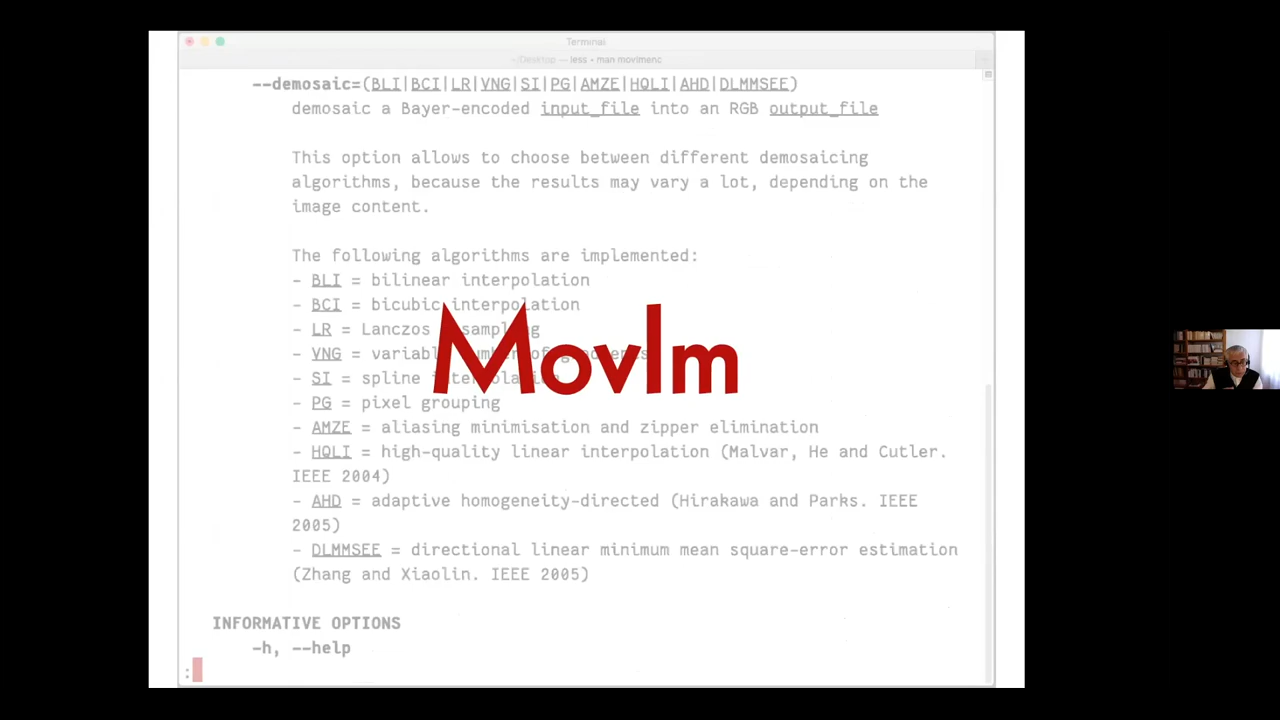 Terminal
~/Desktop — less - man movlmenc
--demosaic=(BLI|BCI|LR|VNG|SI|PG|AMZE|HQLI|AHD|DLMMSEE)
demosaic a Bayer-encoded input_file into an RGB output_file
This option allows to choose between different demosaicing
algorithms, because the results may vary a lot, depending on the
image content.
The following algorithms are implemented:
- BLI = bilinear interpolation
- BCI = bicubic interpolation
- LR = Lanczos
- VNG = of
- SI = spline
MovIm
- PG = pixel grouping
- AMZE = aliasing minimisation and zipper elimination
- HQLI = high-quality linear interpolation (Malvar, He and Cutler.
IEEE 2004)
- AHD = adaptive homogeneity-directed (Hirakawa and Parks. IEEE
2005)
- DLMMSEE = directional linear minimum mean square-error estimation
(Zhang and Xiaolin. IEEE 2005)
INFORMATIVE OPTIONS
-h, --help
: